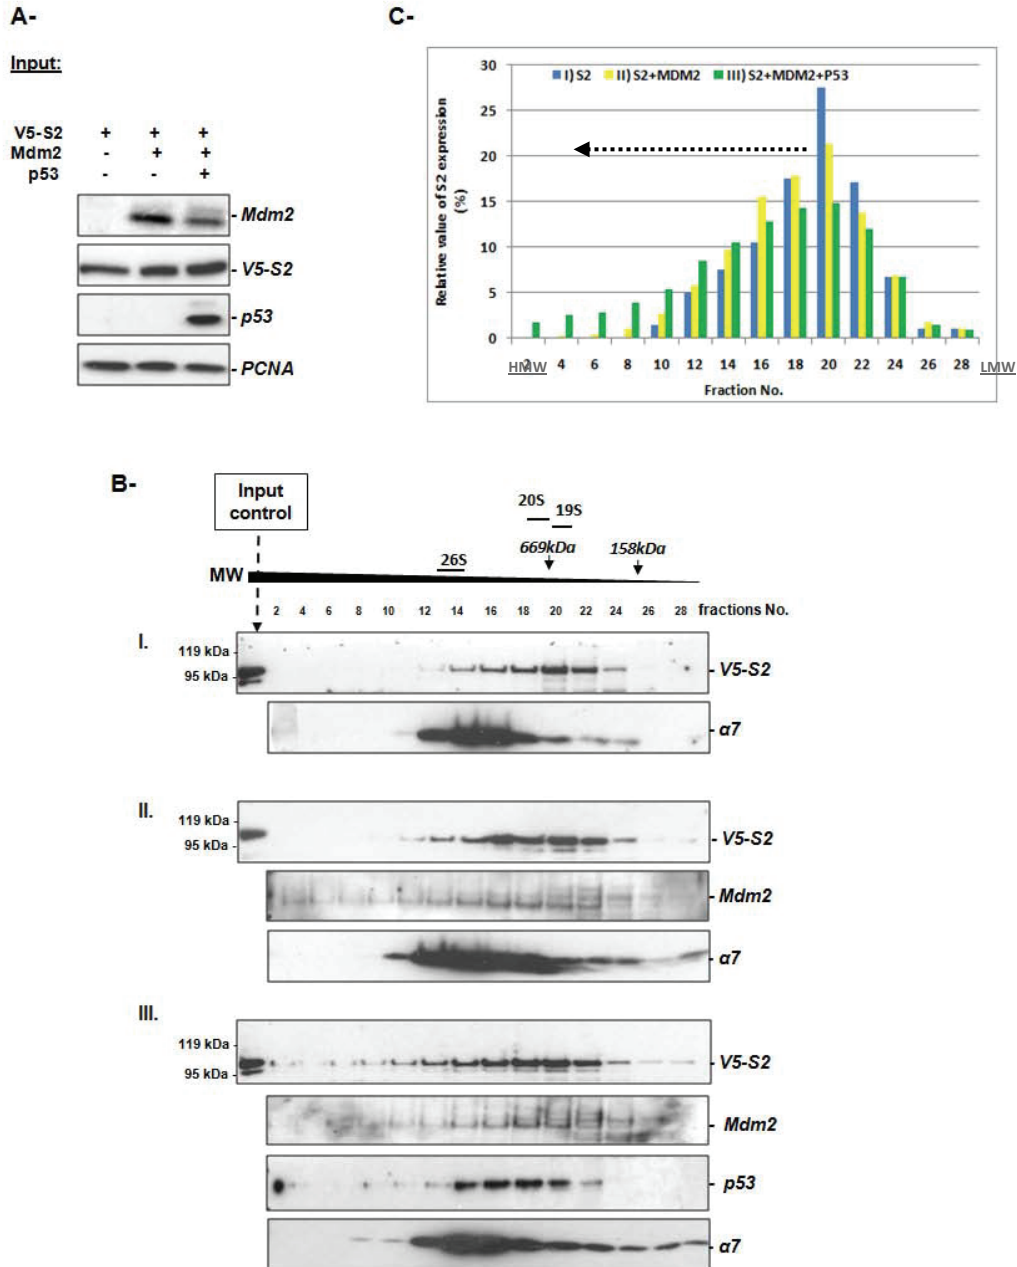 A-
Input:
V5-S2 + + +
Mdm2 - + +
p53 - - +
- Mdm2
- V5-S2
- p53
- PCNA
C-
I) S2 II) S2+MDM2 III) S2+MDM2+P53
Relative value of S2 expression
(%)
30
25
20
15
10
5
0
2 4 6 8 10 12 14 16 18 20 22 24 26 28
HMW LMW
Fraction No.
B-
Input
control
20S
19S
669kDa 158kDa
26S
MW
2 4 6 8 10 12 14 16 18 20 22 24 26 28 fractions No.
I.
119 kDa -
95 kDa -
- V5-S2
- α7
II.
119 kDa -
95 kDa -
- V5-S2
- Mdm2
- α7
III.
119 kDa -
95 kDa -
- V5-S2
- Mdm2
- p53
- α7